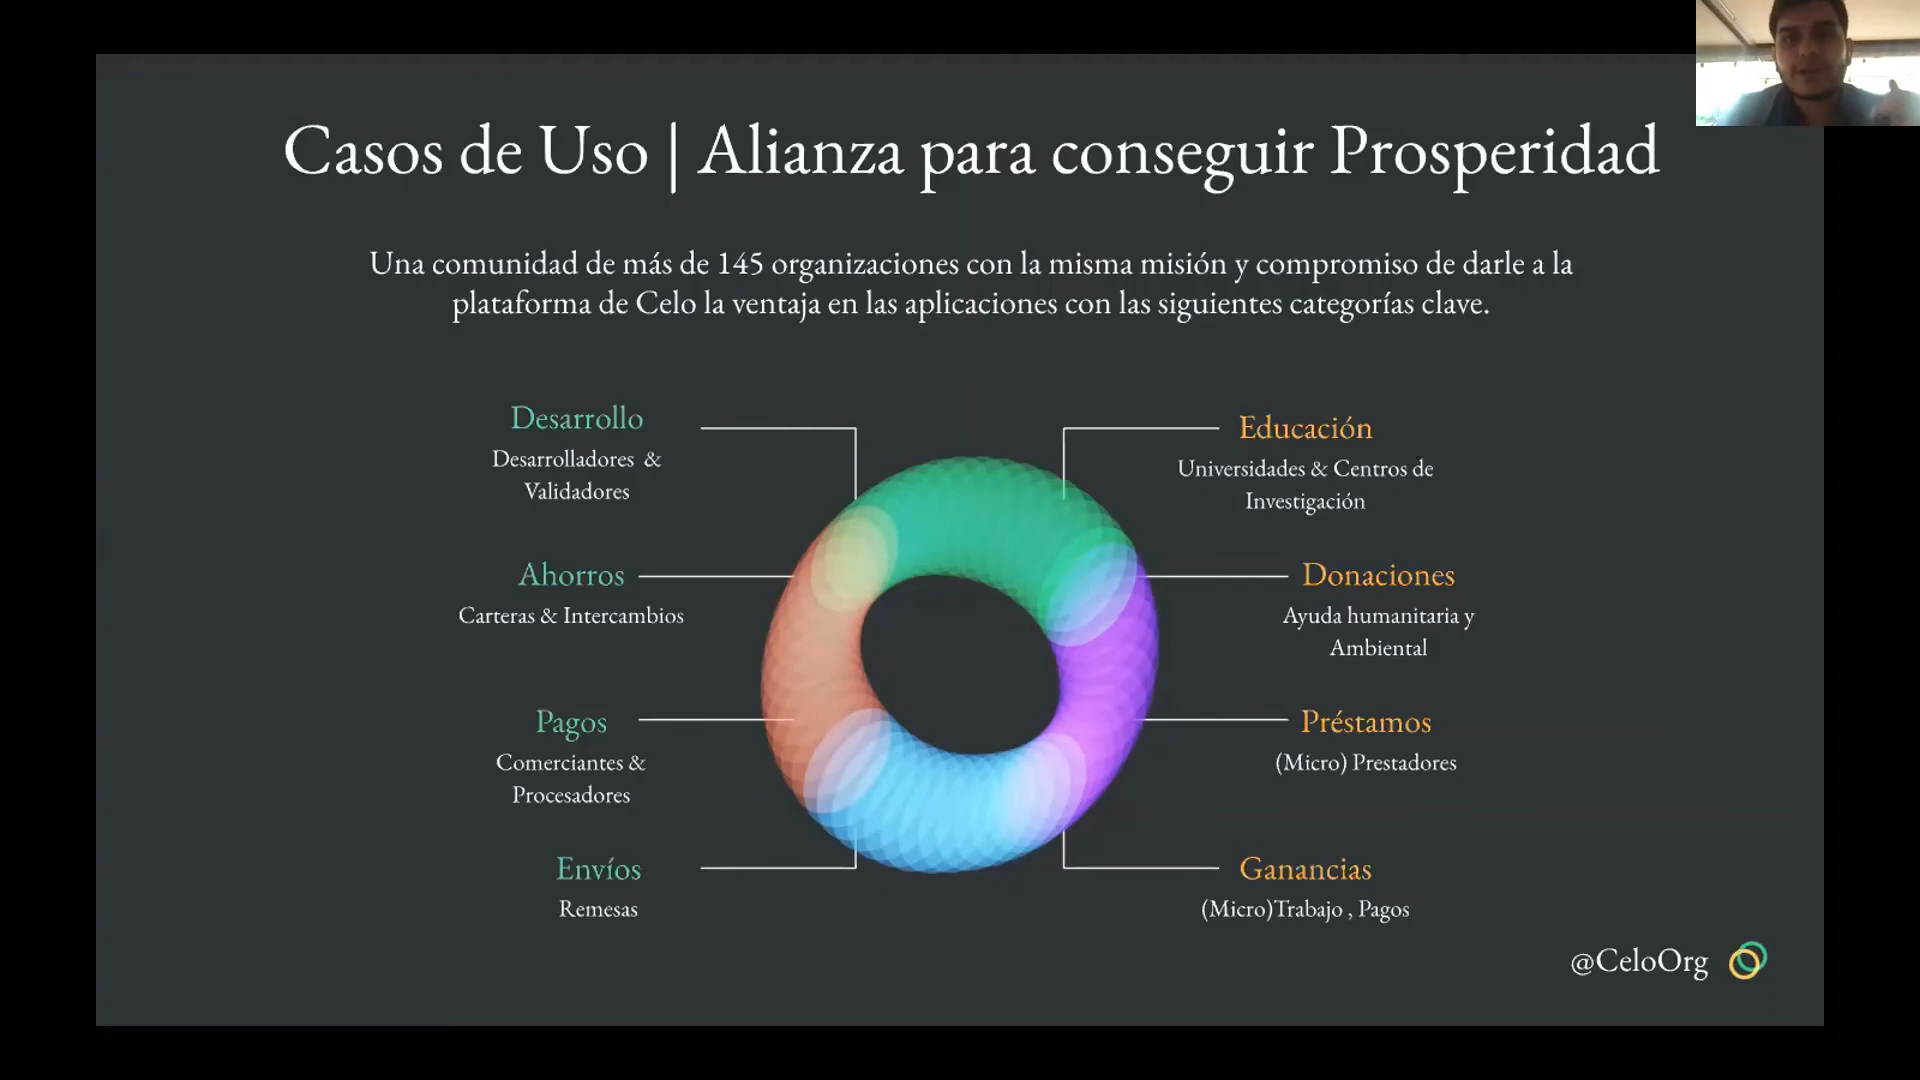 Casos de Uso | Alianza para conseguir Prosperidad
Una comunidad de más de 145 organizaciones con la misma misión y compromiso de darle a la
plataforma de Celo la ventaja en las aplicaciones con las siguientes categorías clave.
Desarrollo
Desarrolladores &
Validadores
Ahorros
Carteras & Intercambios
Pagos
Comerciantes &
Procesadores
Envíos
Remesas
Educación
Universidades & Centros de
Investigación
Donaciones
Ayuda humanitaria y
Ambiental
Préstamos
(Micro) Prestadores
Ganancias
(Micro)Trabajo , Pagos
@CeloOrg